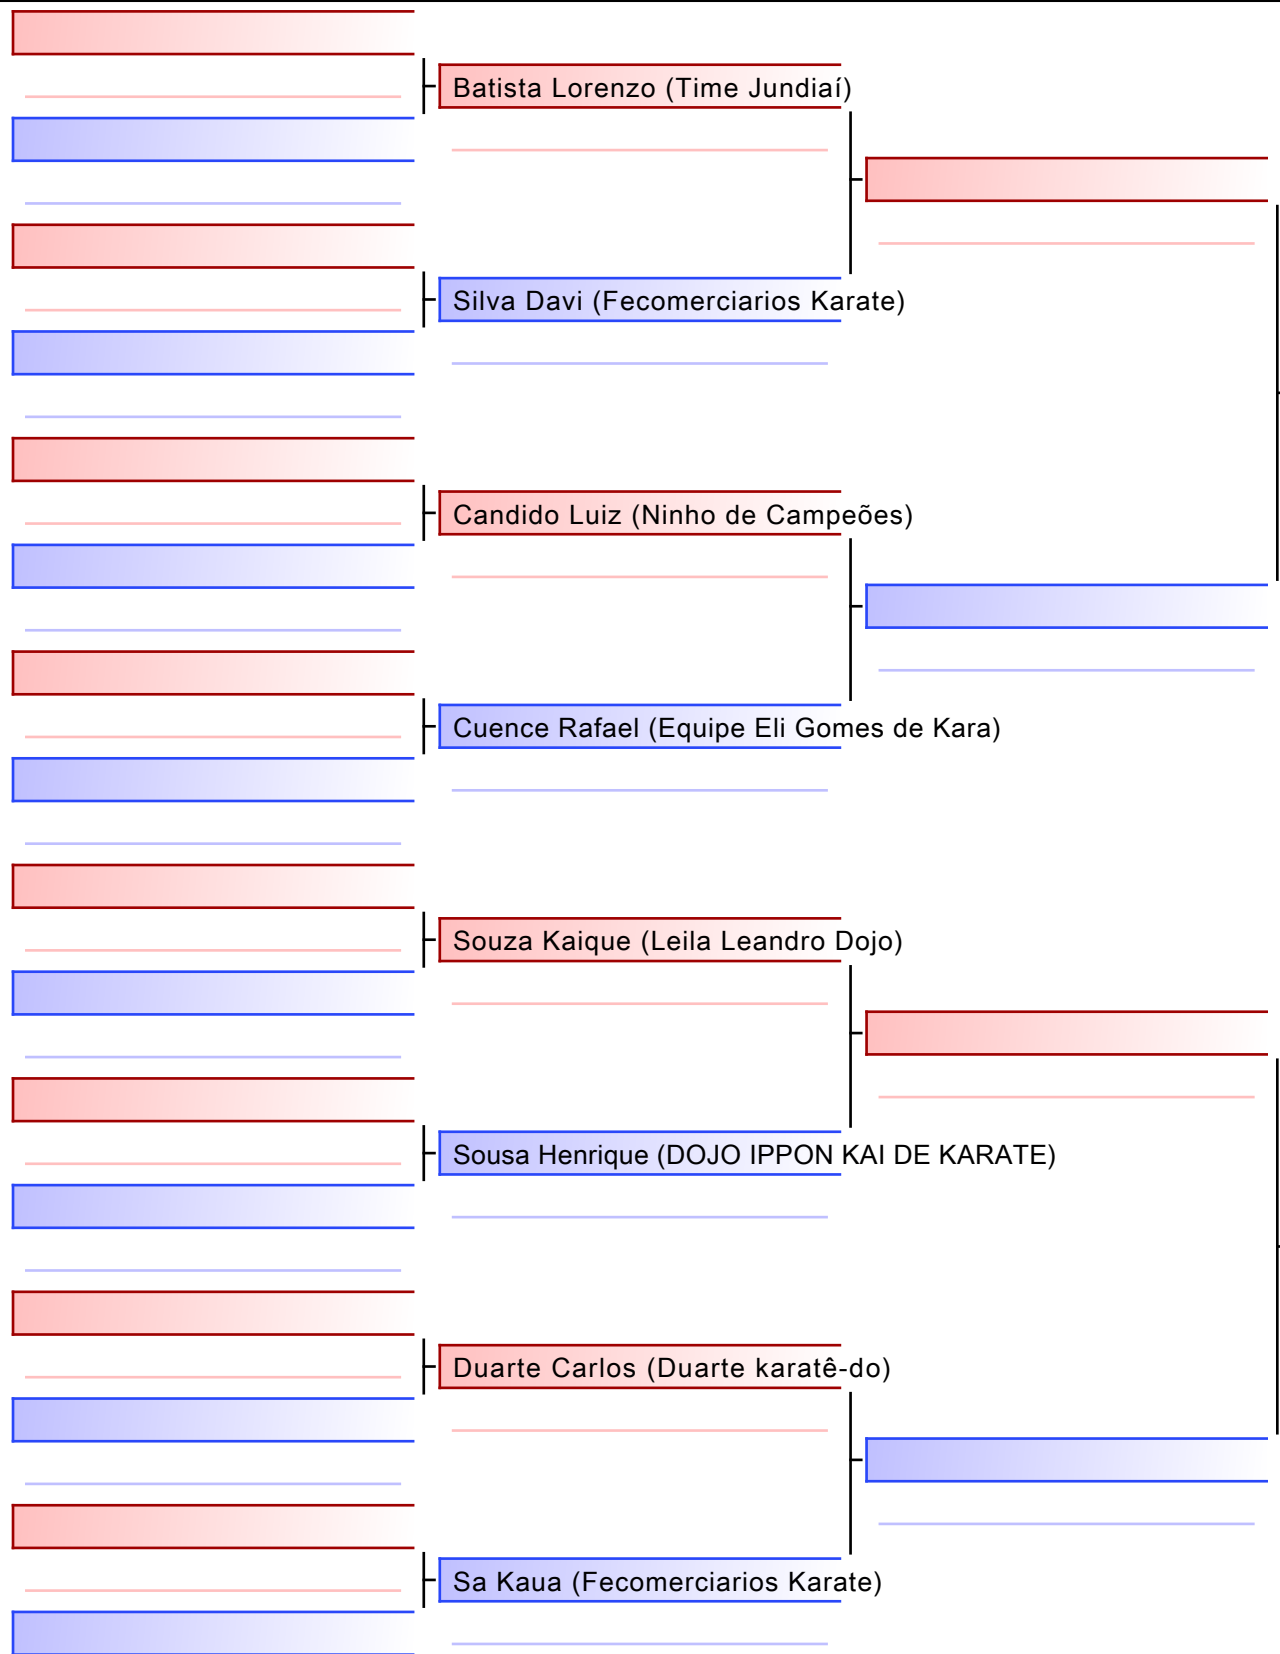 Batista Lorenzo (Time Jundiaí)
Silva Davi (Fecomerciarios Karate)
Candido Luiz (Ninho de Campeões)
Cuence Rafael (Equipe Eli Gomes de Kara)
Souza Kaique (Leila Leandro Dojo)
Sousa Henrique (DOJO IPPON KAI DE KARATE)
Duarte Carlos (Duarte karatê-do)
Sa Kaua (Fecomerciarios Karate)